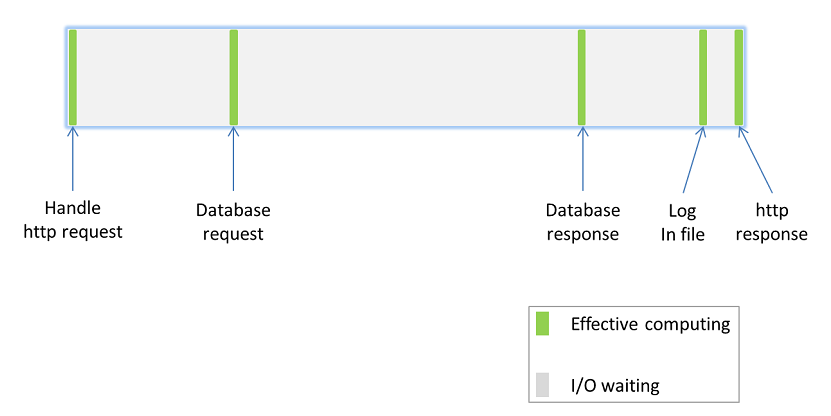 Handle
http request
Database
request
Database
response
Log
In file
http
response
Effective computing
I/O waiting